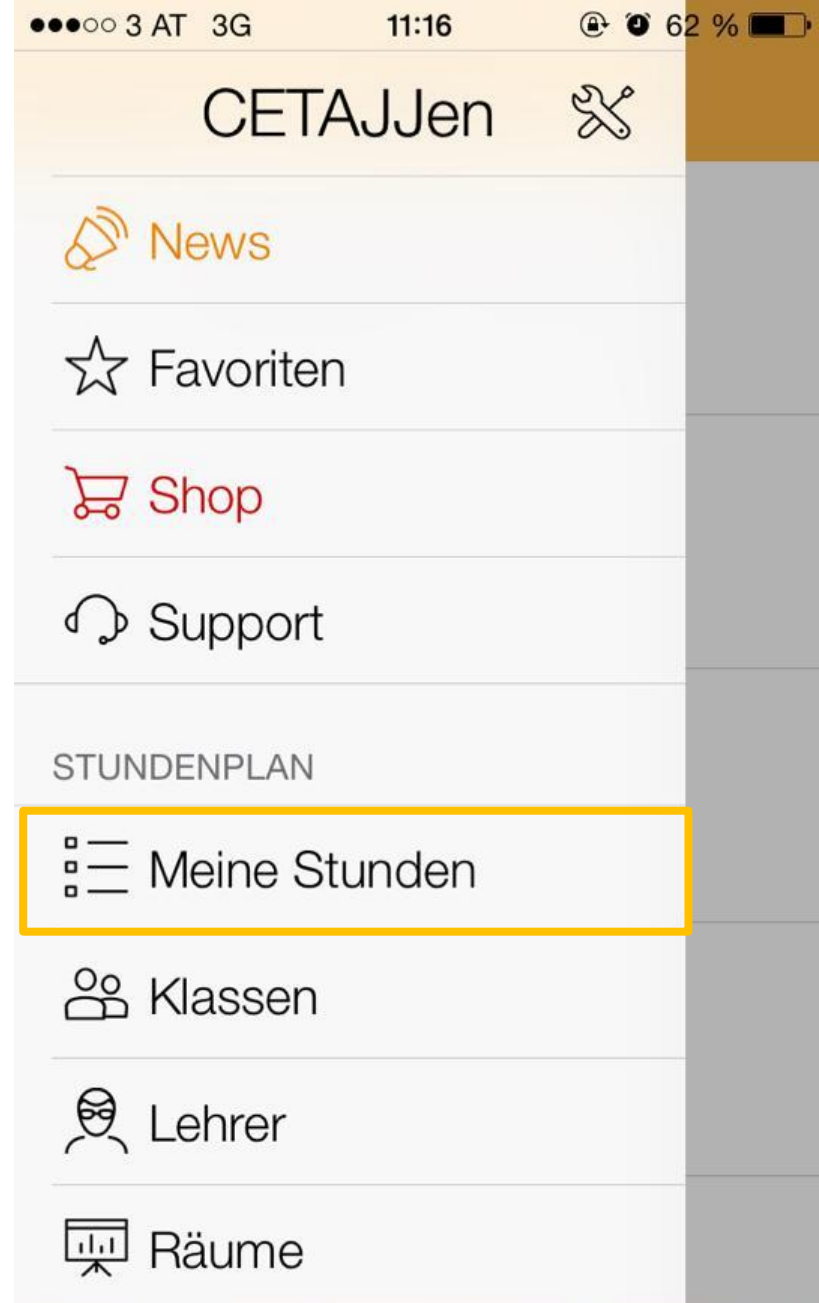 3 AT 3G 11:16 62 %
CETAJJen
News
Favoriten
Shop
Support
STUNDENPLAN
Meine Stunden
Klassen
Lehrer
Räume